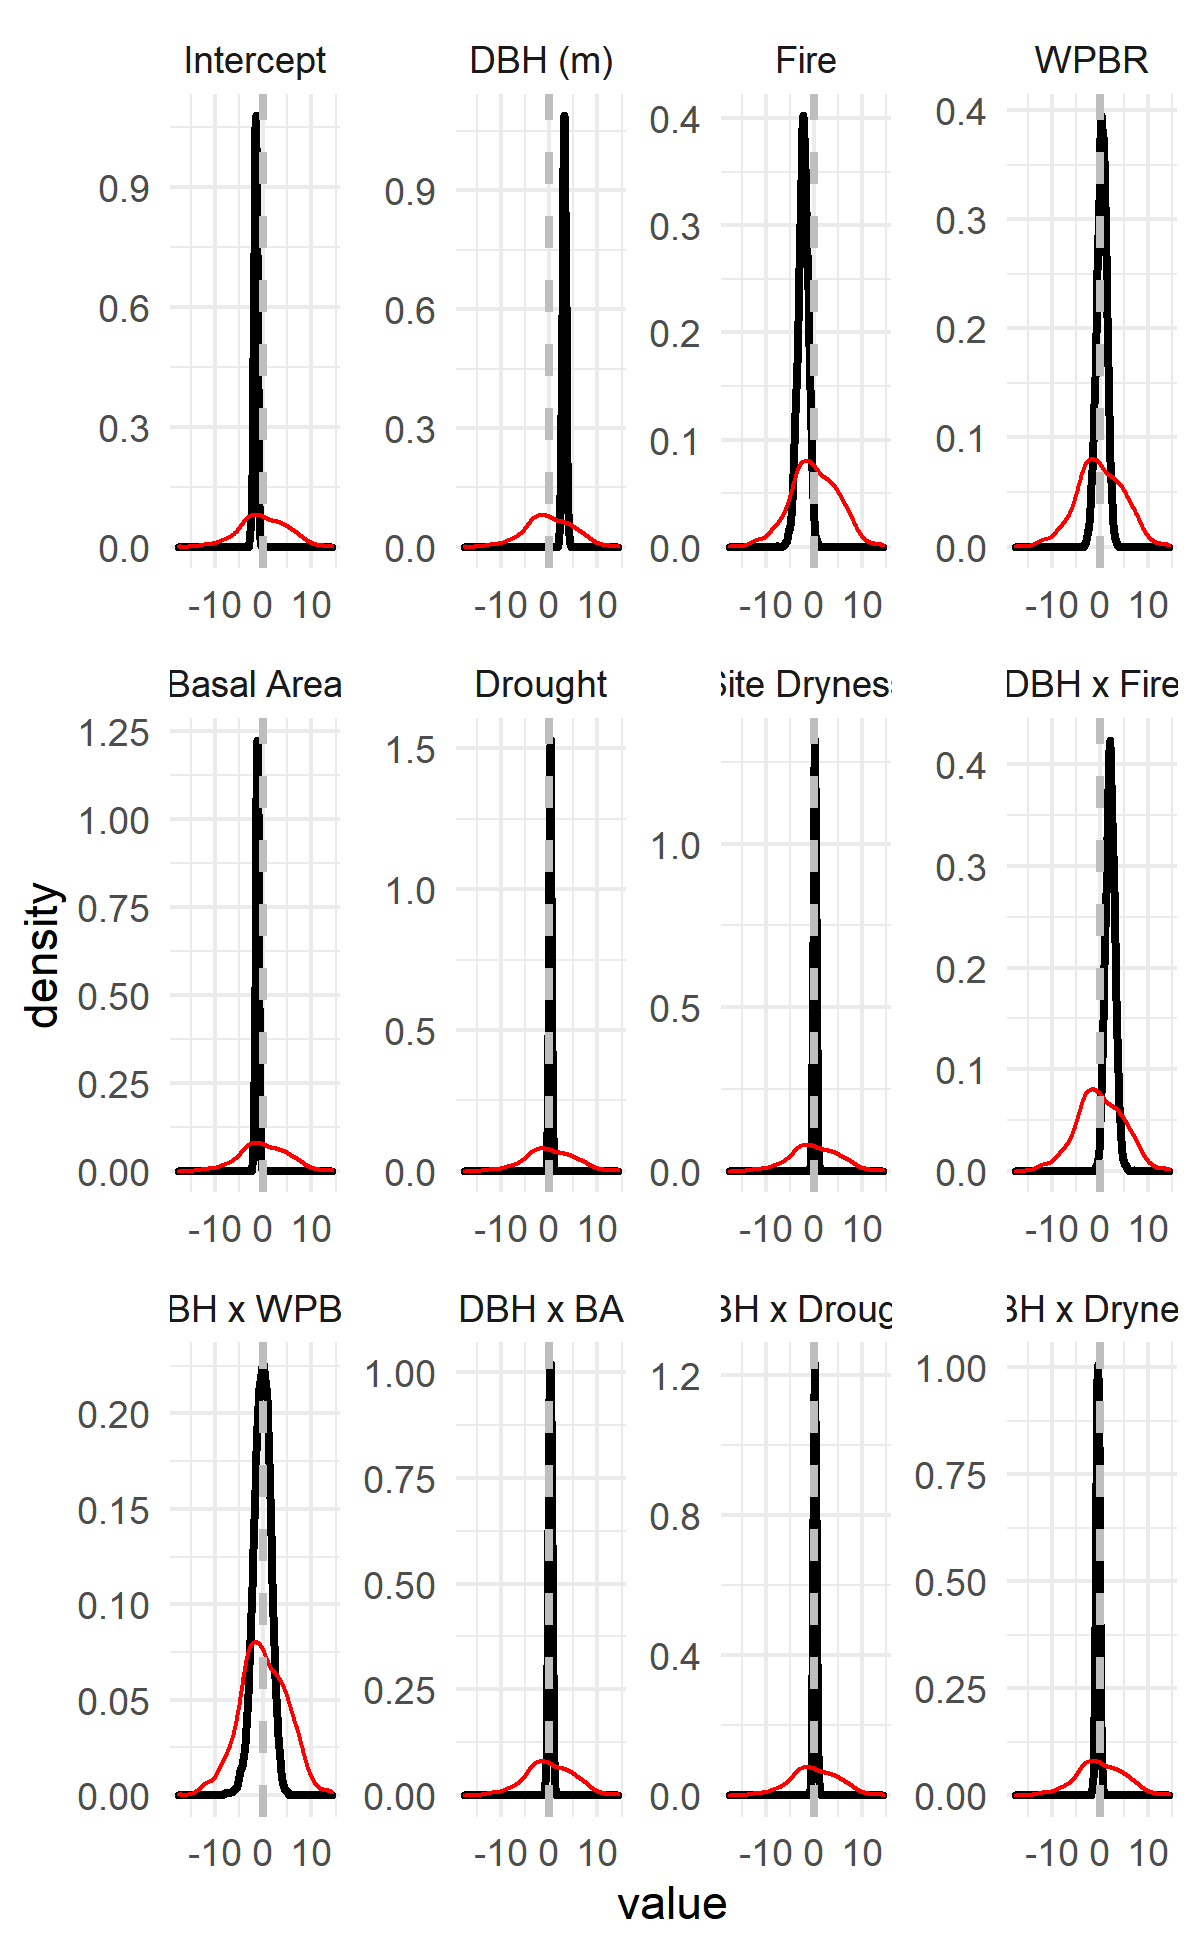 Intercept DBH (m) Fire WPBR
0.9 0.9 0.4 0.4
0.6 0.6 0.3 0.3
0.2 0.2
0.3 0.3 0.1 0.1
0.0 0.0 0.0 0.0
-10 0 10 -10 0 10 -10 0 10 -10 0 10
Basal Area Drought Site Dryness DBH x Fire
1.25 1.5 0.4
1.00 1.0 1.0 0.3
0.75
0.50 0.5 0.5 0.2
0.25 0.1
0.00 0.0 0.0 0.0
-10 0 10 -10 0 10 -10 0 10 -10 0 10
BH x WPB DBH x BA BH x Droug BH x Dryne
0.20 1.00 1.2 1.00
0.15 0.75 0.8 0.75
0.10 0.50 0.50
0.05 0.25 0.4 0.25
0.00 0.00 0.0 0.00
-10 0 10 -10 0 10 -10 0 10 -10 0 10
density
value